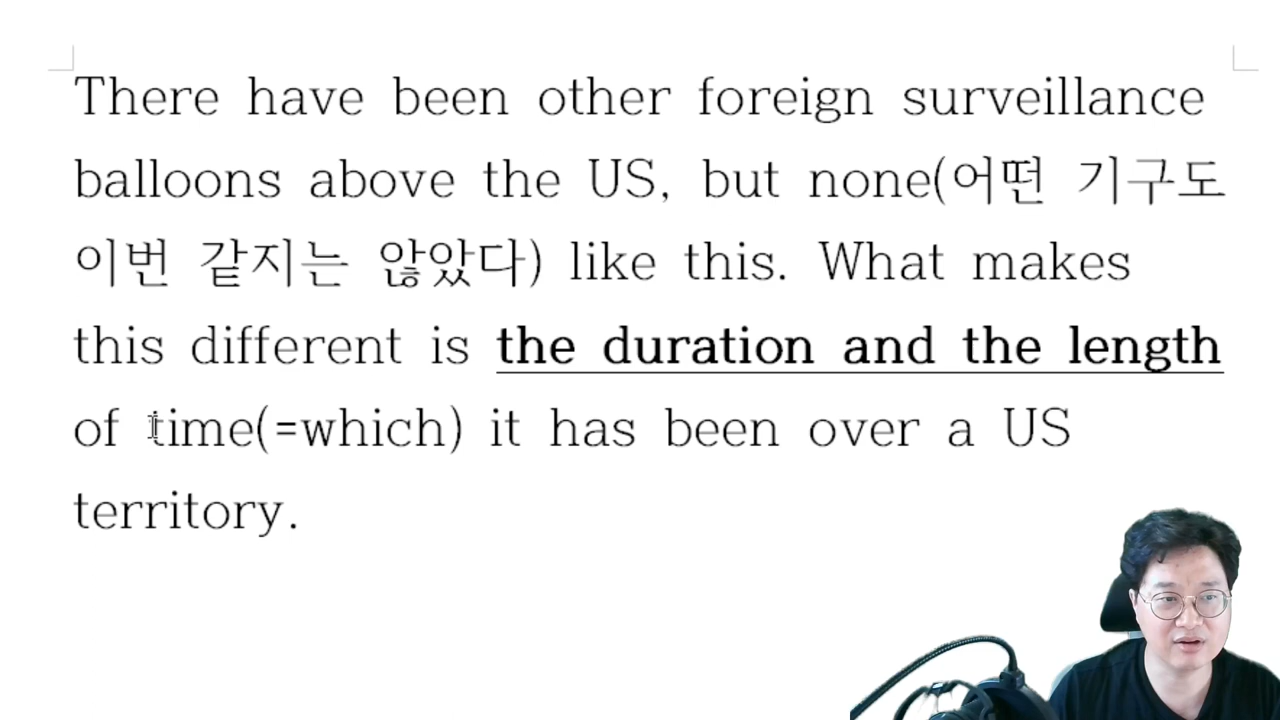 There have been other foreign surveillance
balloons above the US, but none(어떤 기구도
이번 같지는 않았다) like this. What makes
this different is the duration and the length
of time(=which) it has been over a US
territory.